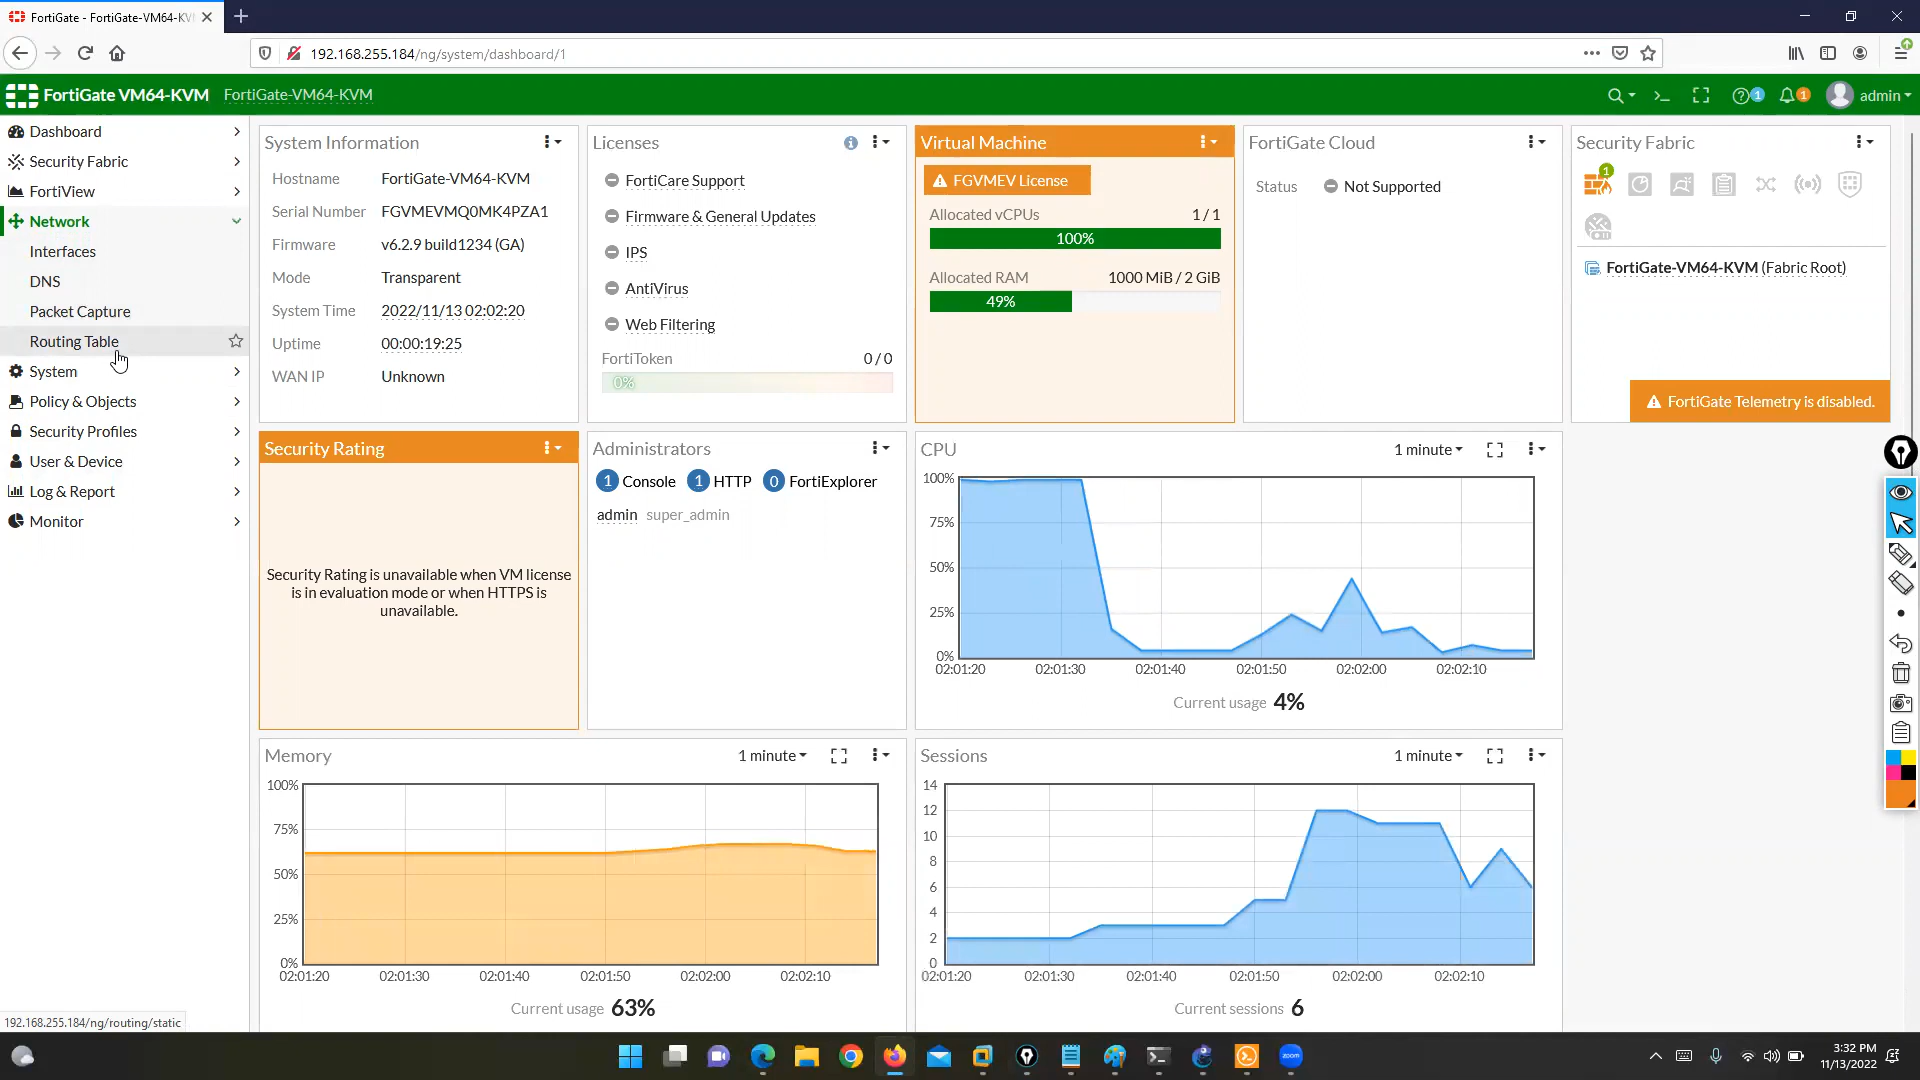 FortiGate - FortiGate-VM64-KV
192.168.255.184/ng/system/dashboard/1
FortiGate VM64-KVM
FortiGate-VM64-KVM
1
1
admin
Dashboard
Security Fabric
FortiView
Network
Interfaces
DNS
Packet Capture
Routing Table
System
Policy & Objects
Security Profiles
User & Device
Log & Report
Monitor
System Information
Hostname FortiGate-VM64-KVM
Serial Number FGVMEVMQ0MK4PZA1
Firmware v6.2.9 build1234 (GA)
Mode Transparent
System Time 2022/11/13 02:02:20
Uptime 00:00:19:25
WAN IP Unknown
Licenses
FortiCare Support
Firmware & General Updates
IPS
AntiVirus
Web Filtering
FortiToken 0 / 0
0%
Virtual Machine
FGVMEV License
Allocated vCPUs 1 / 1
100%
Allocated RAM 1000 MiB / 2 GiB
49%
FortiGate Cloud
Status Not Supported
Security Fabric
1
FortiGate-VM64-KVM (Fabric Root)
FortiGate Telemetry is disabled.
Security Rating
Security Rating is unavailable when VM license
is in evaluation mode or when HTTPS is
unavailable.
Administrators
1 Console 1 HTTP 0 FortiExplorer
admin super_admin
CPU 1 minute
100%
75%
50%
25%
0%
02:01:20 02:01:30 02:01:40 02:01:50 02:02:00 02:02:10
Current usage 4%
Memory 1 minute
100%
75%
50%
25%
0%
02:01:20 02:01:30 02:01:40 02:01:50 02:02:00 02:02:10
Current usage 63%
Sessions 1 minute
14
12
10
8
6
4
2
0
02:01:20 02:01:30 02:01:40 02:01:50 02:02:00 02:02:10
Current sessions 6
192.168.255.184/ng/routing/static
zoom
3:32 PM
11/13/2022